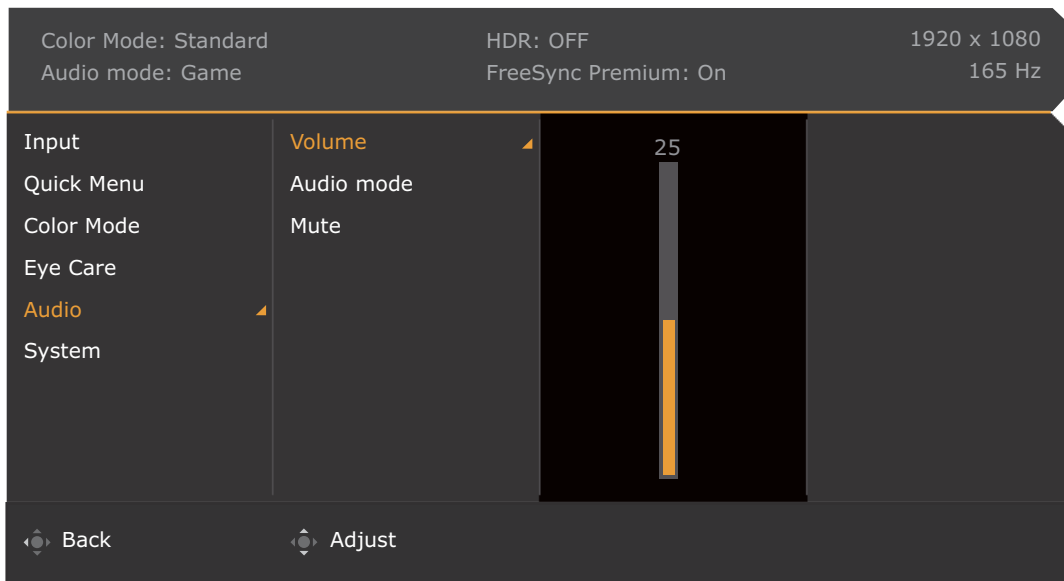 Color Mode: Standard
HDR: OFF
1920 x 1080
Audio mode: Game
FreeSync Premium: On
165 Hz
Input
Quick Menu
Color Mode
Eye Care
Audio
System
Volume
Audio mode
Mute
25
Back
Adjust